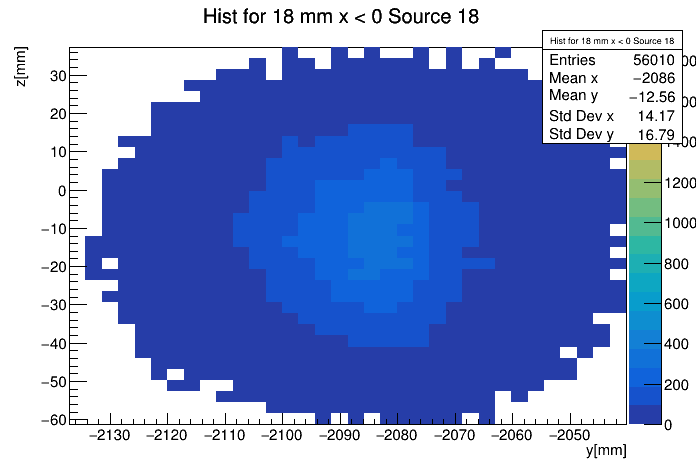 Hist for 18 mm x < 0 Source 18
Hist for 18 mm x < 0 Source 18
Entries 56010
Mean x −2086
Mean y −12.56
Std Dev x 14.17
Std Dev y 16.79
z[mm]
30
20
10
0
−10
−20
−30
−40
−50
−60
−2130 −2120 −2110 −2100 −2090 −2080 −2070 −2060 −2050
y[mm]
1400
1200
1000
800
600
400
200
0